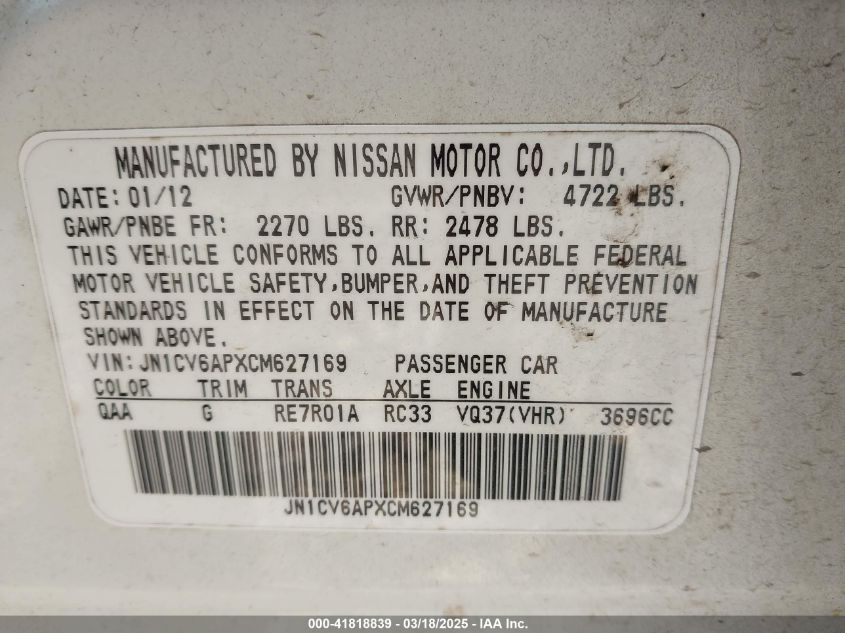 MANUFACTURED BY NISSAN MOTOR CO.,LTD.
DATE: 01/12 GVWR/PNBV: 4722 LBS.
GAWR/PNBE FR: 2270 LBS. RR: 2478 LBS.
THIS VEHICLE CONFORMS TO ALL APPLICABLE FEDERAL
MOTOR VEHICLE SAFETY,BUMPER,AND THEFT PREVENTION
STANDARDS IN EFFECT ON THE DATE OF MANUFACTURE
SHOWN ABOVE.
VIN: JN1CV6APXCM627169 PASSENGER CAR
COLOR TRIM TRANS AXLE ENGINE
QAA G RE7R01A RC33 VQ37(VHR) 3696CC
JN1CV6APXCM627169
000-41818839 - 03/18/2025 - IAA Inc.